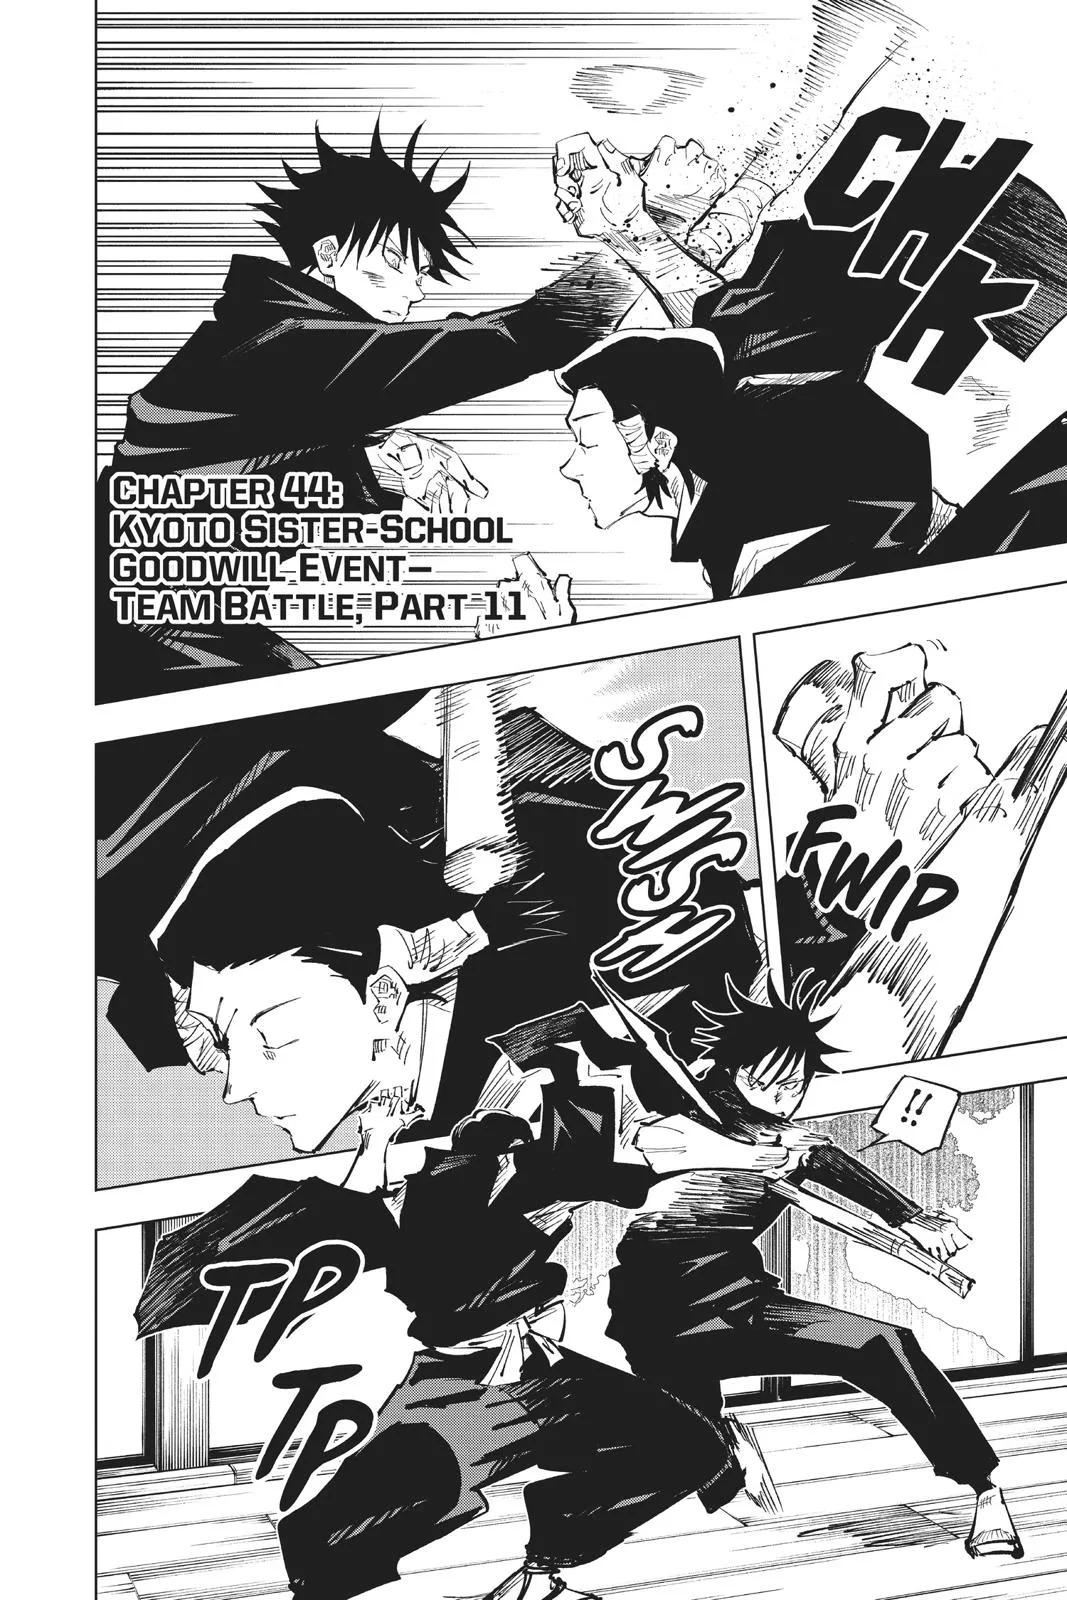 CHK
CHAPTER 44:
KYOTO SISTER-SCHOOL
GOODWILL EVENT—
TEAM BATTLE, PART 11
FWIP
SWISH
!!
TP
TP